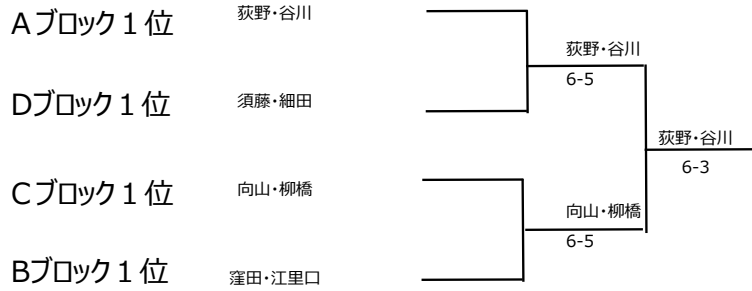 Aブロック１位 荻野・谷川
荻野・谷川
6-5
Dブロック１位 須藤・細田
荻野・谷川
6-3
Cブロック１位 向山・柳橋
向山・柳橋
6-5
Bブロック１位 窪田・江里口